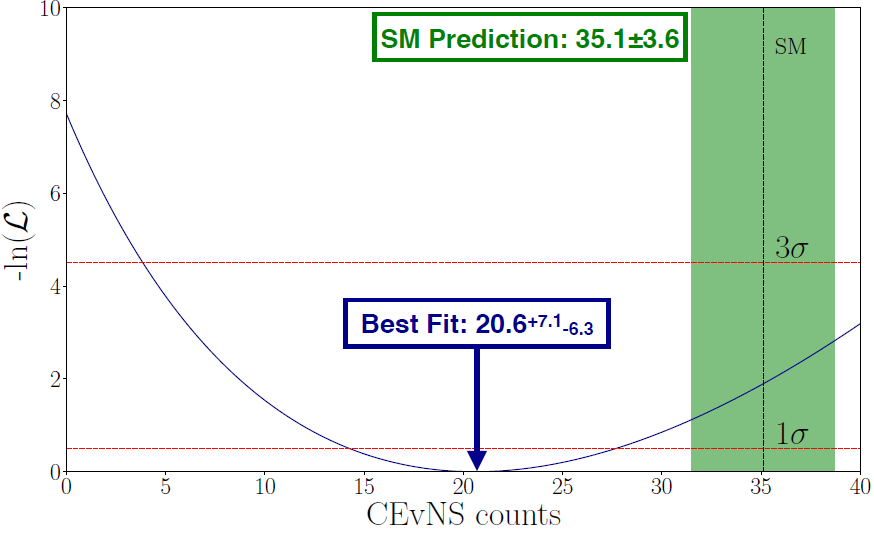 10
SM Prediction: 35.1±3.6
SM
8
6
-ln(ℒ)
3σ
4
Best Fit: 20.6+7.1-6.3
2
1σ
0
0 5 10 15 20 25 30 35 40
CEvNS counts